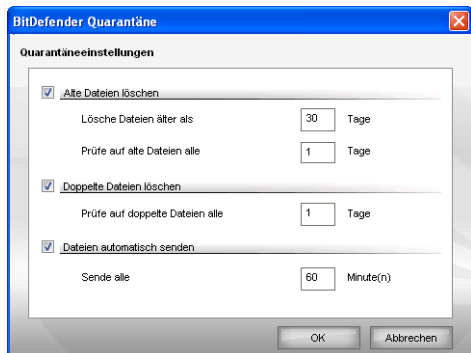 BitDefender Quarantäne
Quarantäneeinstellungen
Alte Dateien löschen
Lösche Dateien älter als 30 Tage
Prüfe auf alte Dateien alle 1 Tage
Doppelte Dateien löschen
Prüfe auf doppelte Dateien alle 1 Tage
Dateien automatisch senden
Sende alle 60 Minute(n)
OK Abbrechen